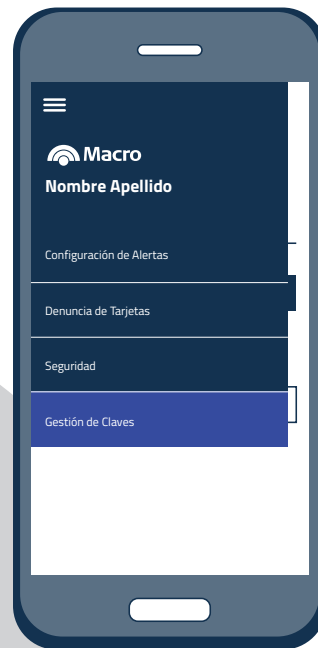 Macro
Nombre Apellido
Configuración de Alertas
Denuncia de Tarjetas
Seguridad
Gestión de Claves